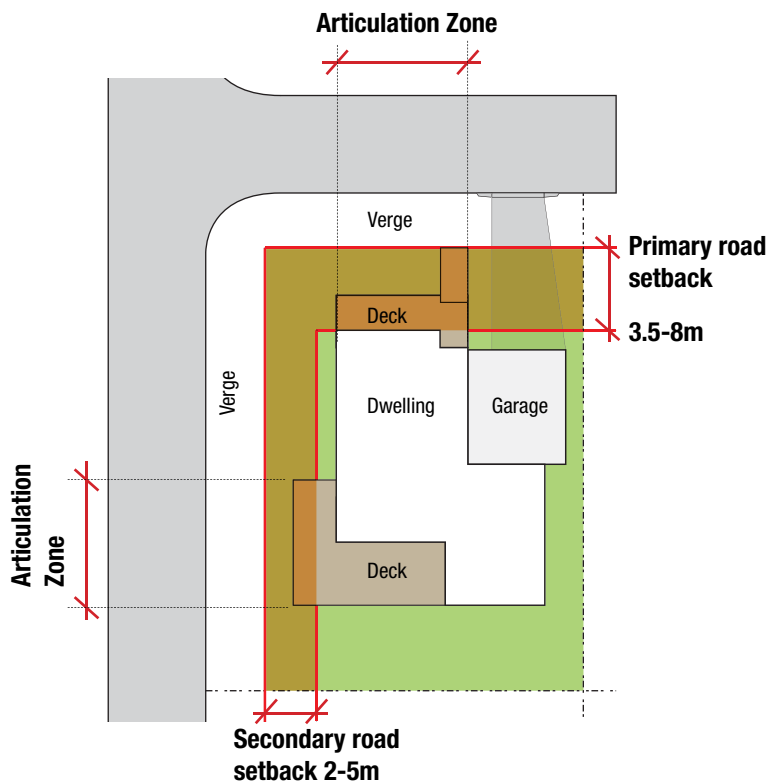 Articulation Zone
Verge
Primary road
setback
Deck
3.5-8m
Verge
Dwelling
Garage
Articulation
Zone
Deck
Secondary road
setback 2-5m